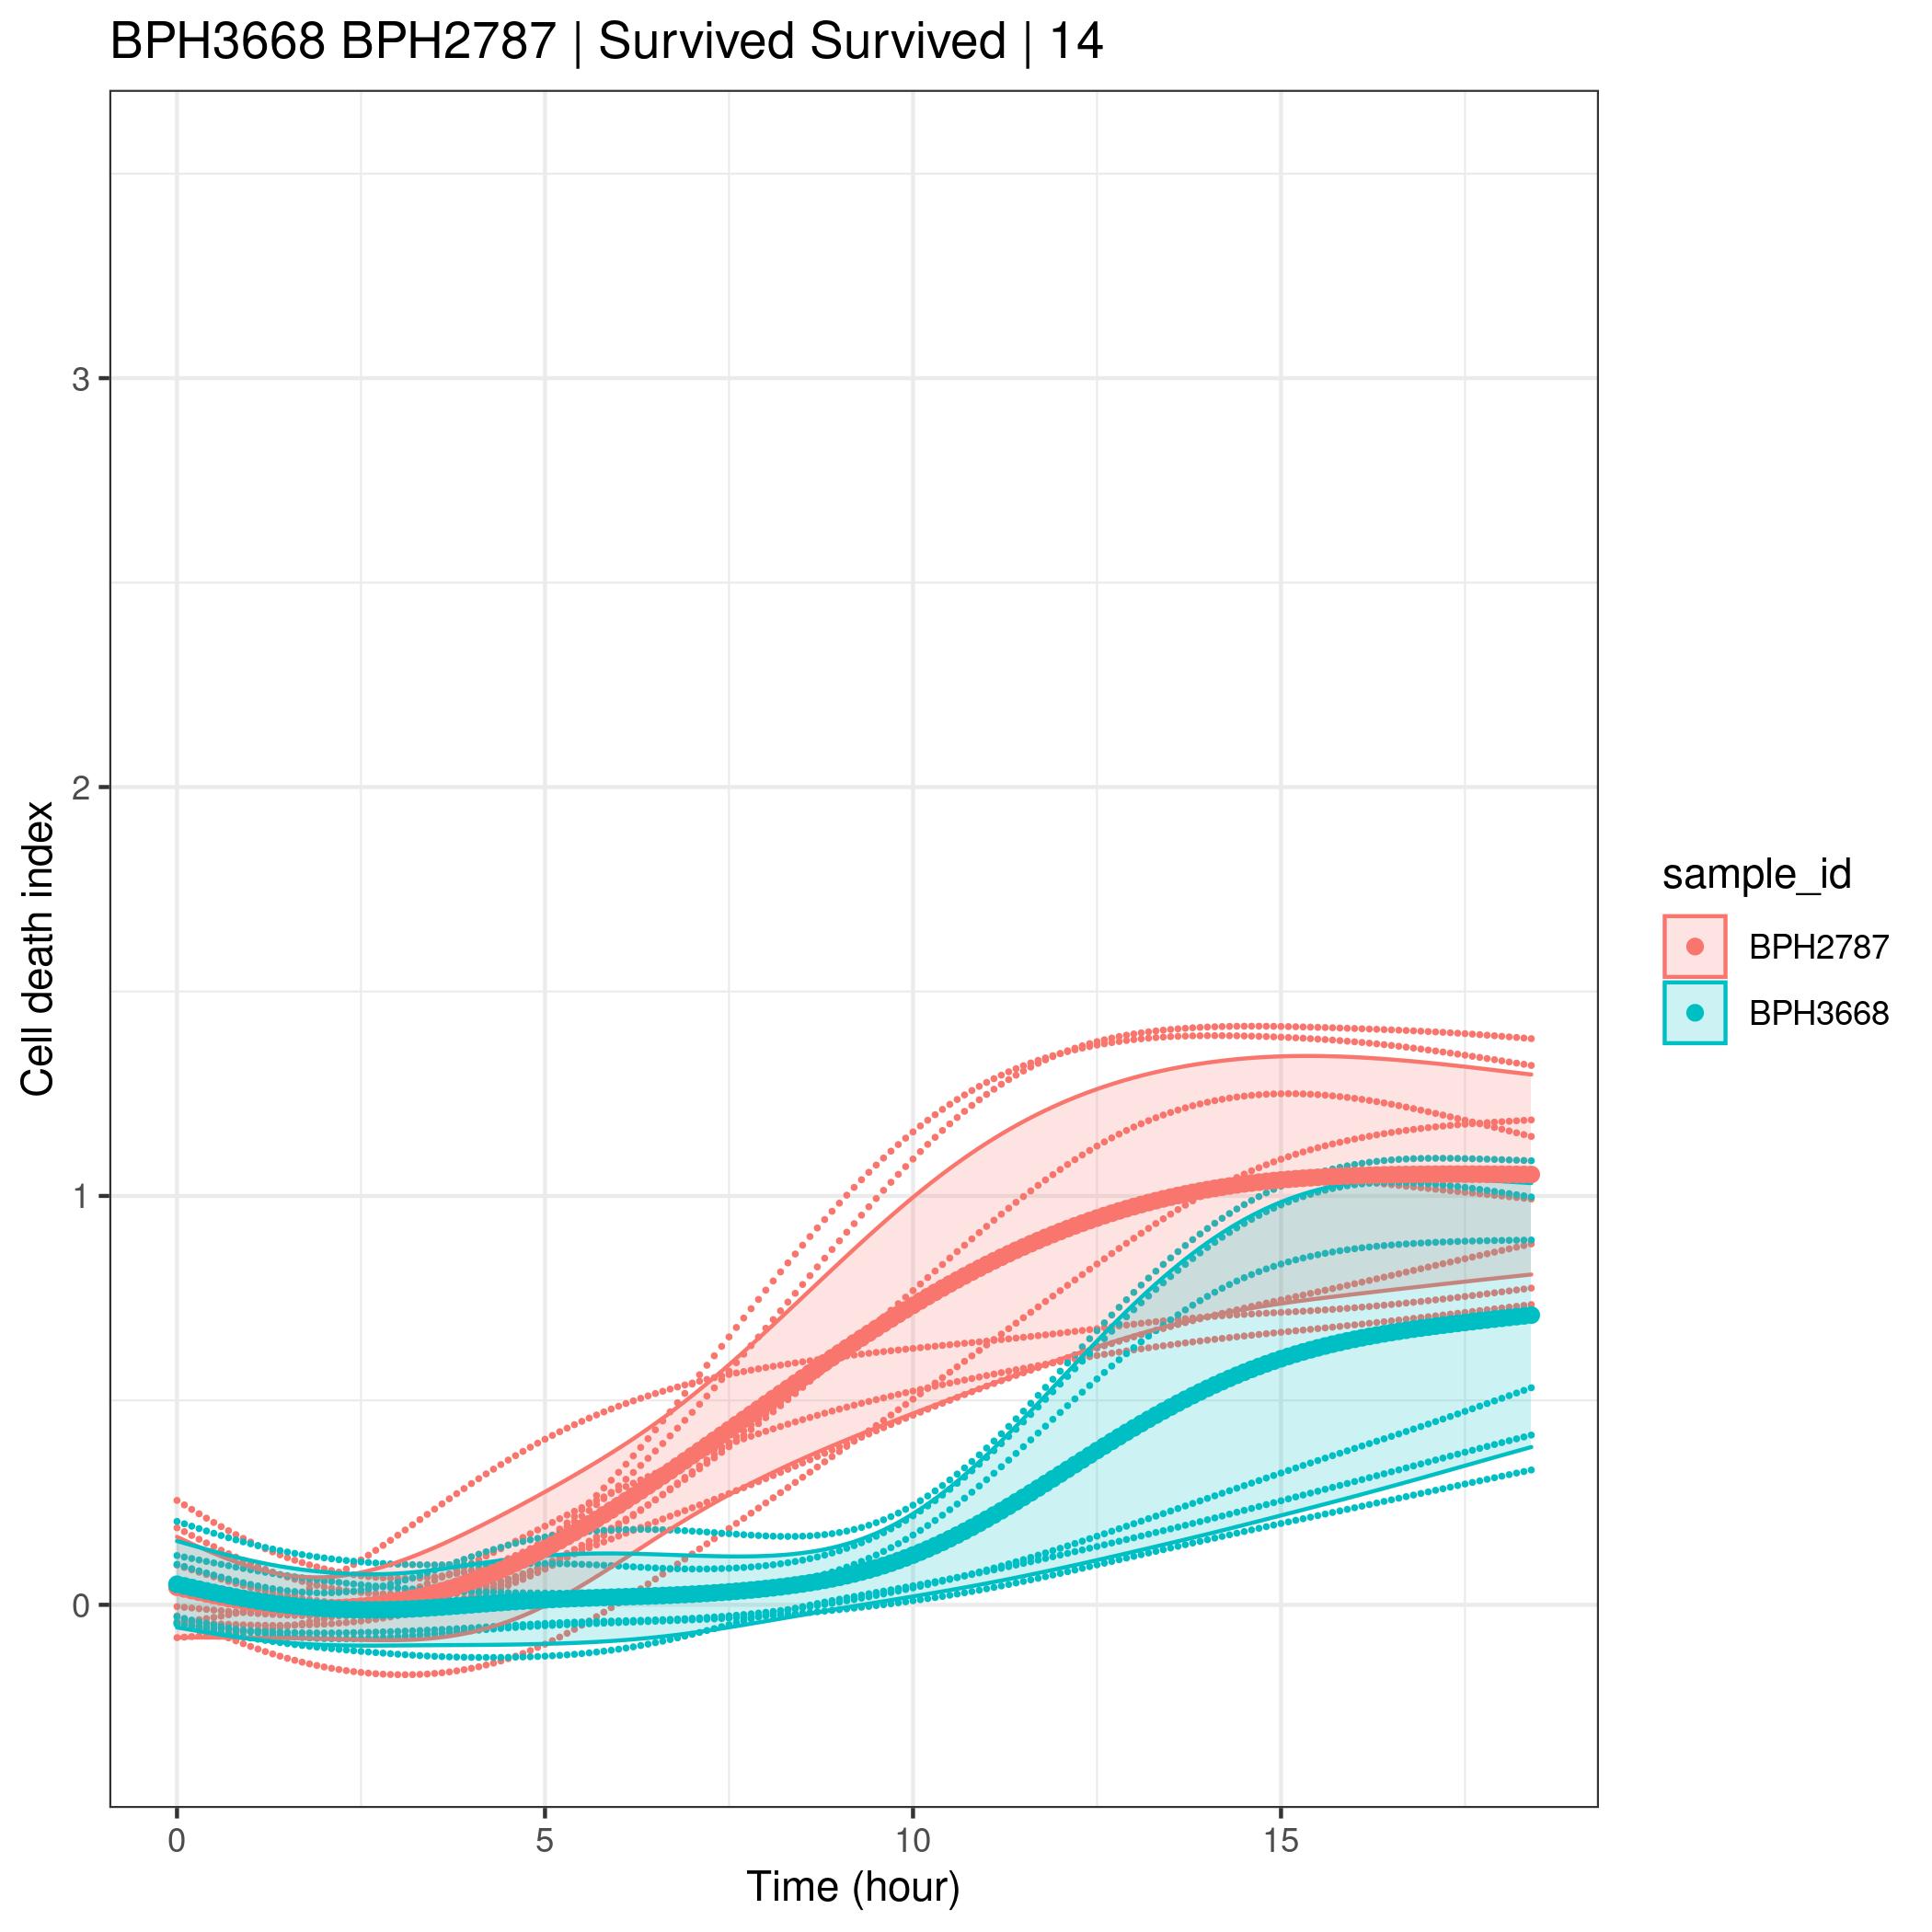 BPH3668 BPH2787 | Survived Survived | 14
3
2
1
0
Cell death index
0 5 10 15
Time (hour)
sample_id
BPH2787
BPH3668